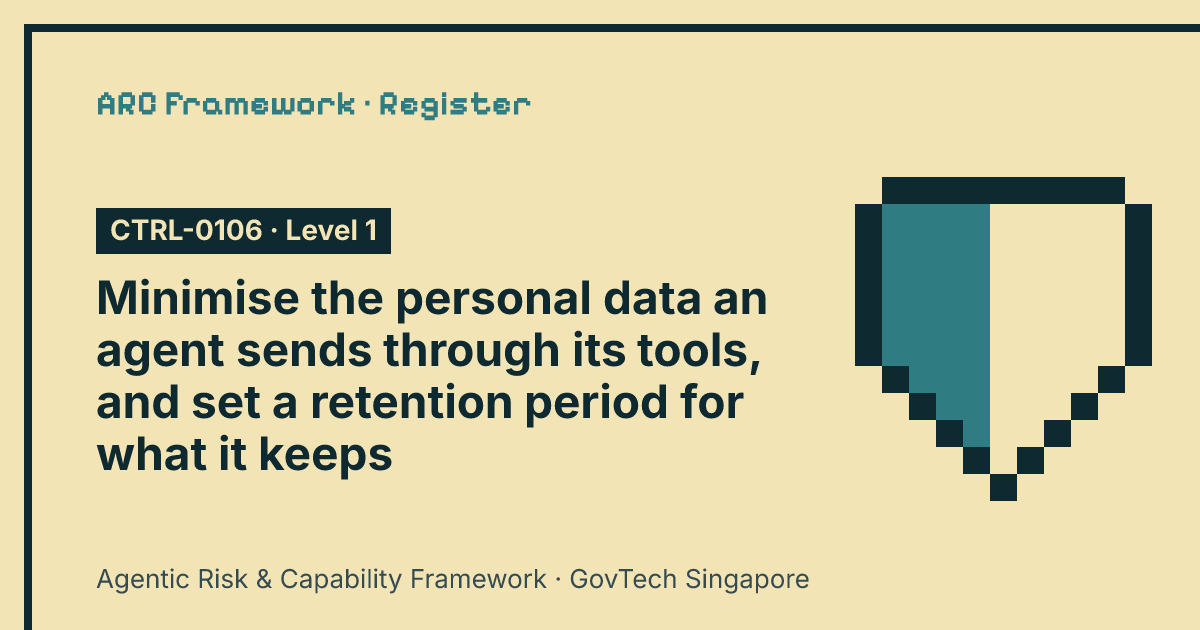 ARC Framework · Register
CTRL-0106 · Level 1
Minimise the personal data an
agent sends through its tools,
and set a retention period for
what it keeps
Agentic Risk & Capability Framework · GovTech Singapore